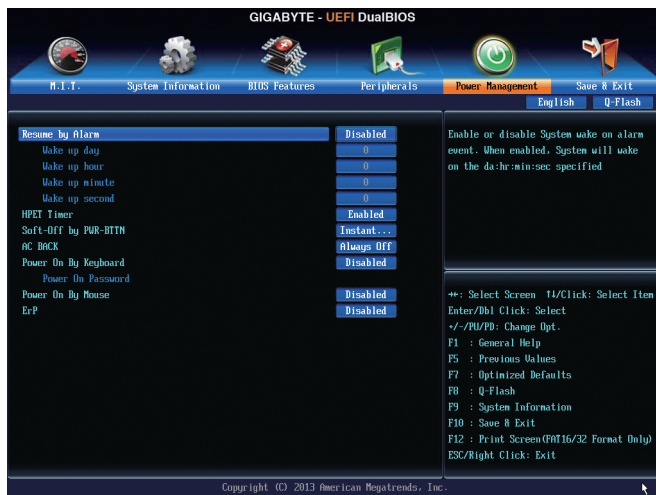 GIGABYTE - UEFI DualBIOS
M.I.T.
System Information
BIOS Features
Peripherals
Power Management
Save & Exit
English
Q-Flash
Resume by Alarm Disabled
Wake up day 0
Wake up hour 0
Wake up minute 0
Wake up second 0
HPET Timer Enabled
Soft-Off by PWR-BTTN Instant...
AC BACK Always Off
Power On By Keyboard Disabled
Power On Password
Power On By Mouse Disabled
ErP Disabled
Enable or disable System wake on alarm
event. When enabled, System will wake
on the da:hr:min:sec specified
→←: Select Screen ↑↓/Click: Select Item
Enter/Dbl Click: Select
+/-/PU/PD: Change Opt.
F1 : General Help
F5 : Previous Values
F7 : Optimized Defaults
F8 : Q-Flash
F9 : System Information
F10 : Save & Exit
F12 : Print Screen(FAT16/32 Format Only)
ESC/Right Click: Exit
Copyright (C) 2013 American Megatrends, Inc.